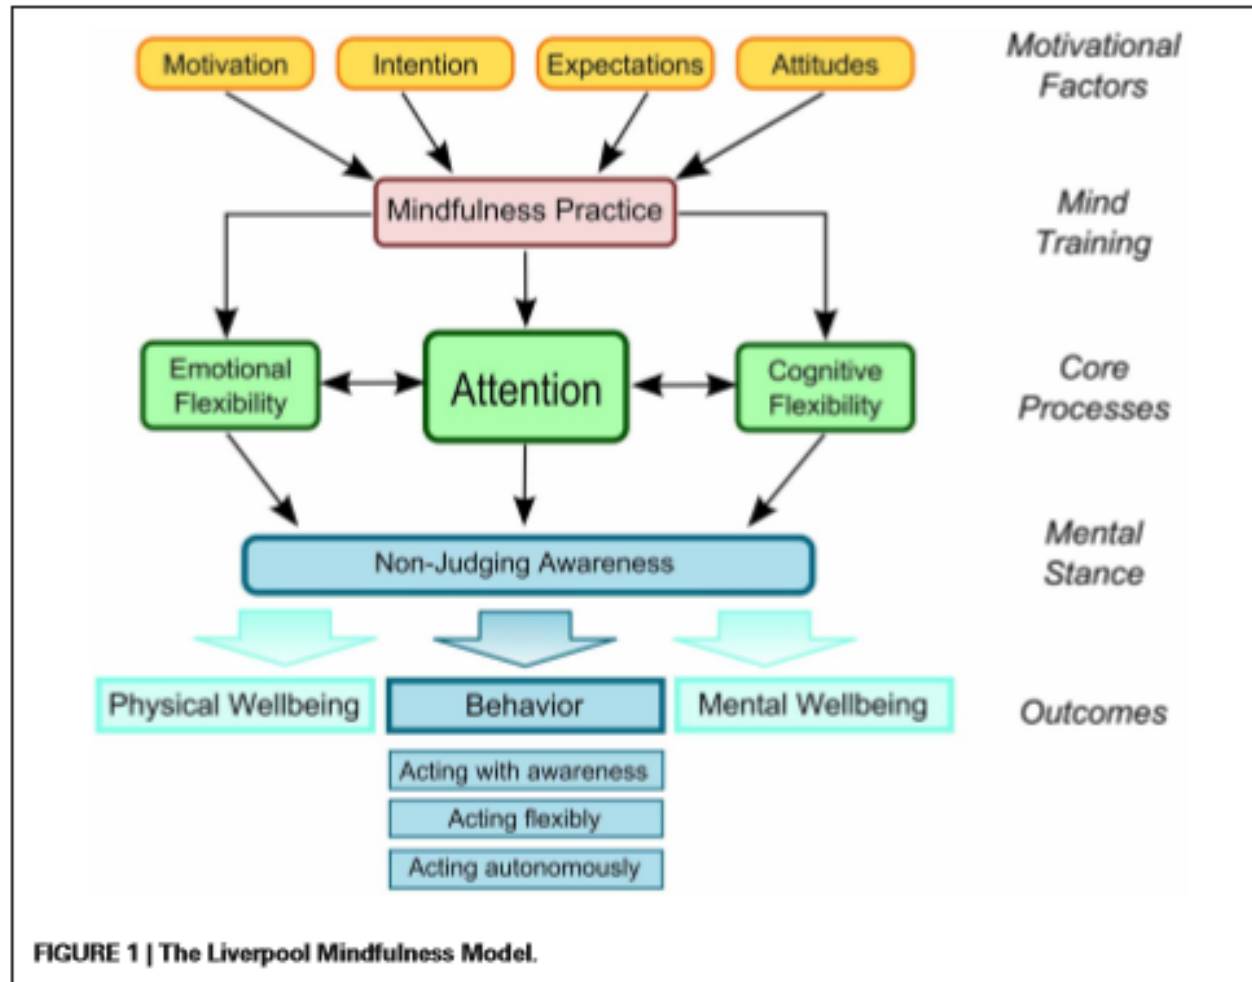 Motivation Intention Expectations Attitudes
Motivational
Factors
Mindfulness Practice
Mind
Training
Emotional
Flexibility
Attention
Cognitive
Flexibility
Core
Processes
Non-Judging Awareness
Mental
Stance
Physical Wellbeing
Behavior
Mental Wellbeing
Outcomes
Acting with awareness
Acting flexibly
Acting autonomously
FIGURE 1 | The Liverpool Mindfulness Model.